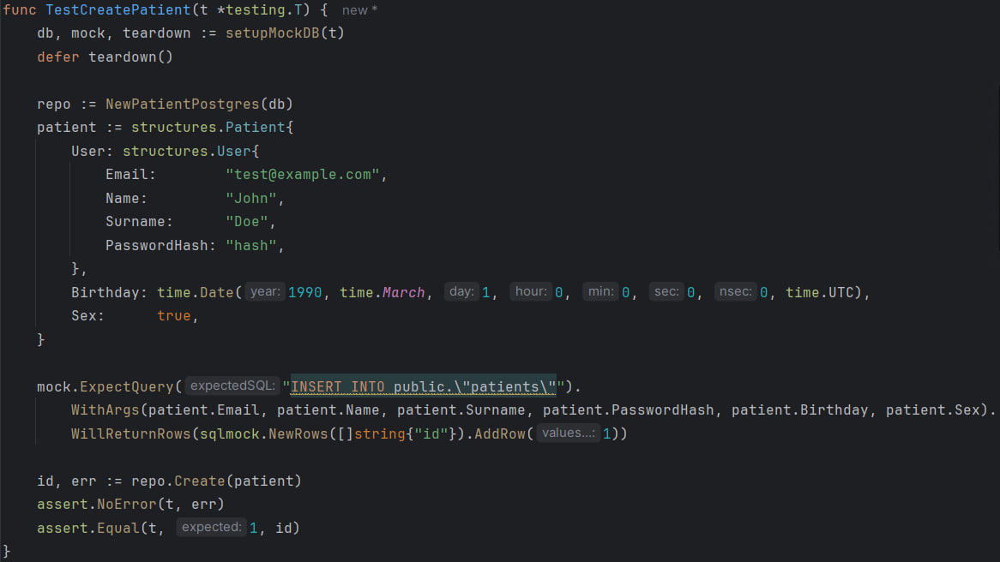 func TestCreatePatient(t *testing.T) { new *
    db, mock, teardown := setupMockDB(t)
    defer teardown()

    repo := NewPatientPostgres(db)
    patient := structures.Patient{
        User: structures.User{
            Email:        "test@example.com",
            Name:         "John",
            Surname:      "Doe",
            PasswordHash: "hash",
        },
        Birthday: time.Date( year: 1990, time.March, day: 1, hour: 0, min: 0, sec: 0, nsec: 0, time.UTC),
        Sex:      true,
    }

    mock.ExpectQuery( expectedSQL: "INSERT INTO public.\"patients\"").
        WithArgs(patient.Email, patient.Name, patient.Surname, patient.PasswordHash, patient.Birthday, patient.Sex).
        WillReturnRows(sqlmock.NewRows([]string{"id"}).AddRow( values...: 1))

    id, err := repo.Create(patient)
    assert.NoError(t, err)
    assert.Equal(t, expected: 1, id)
}